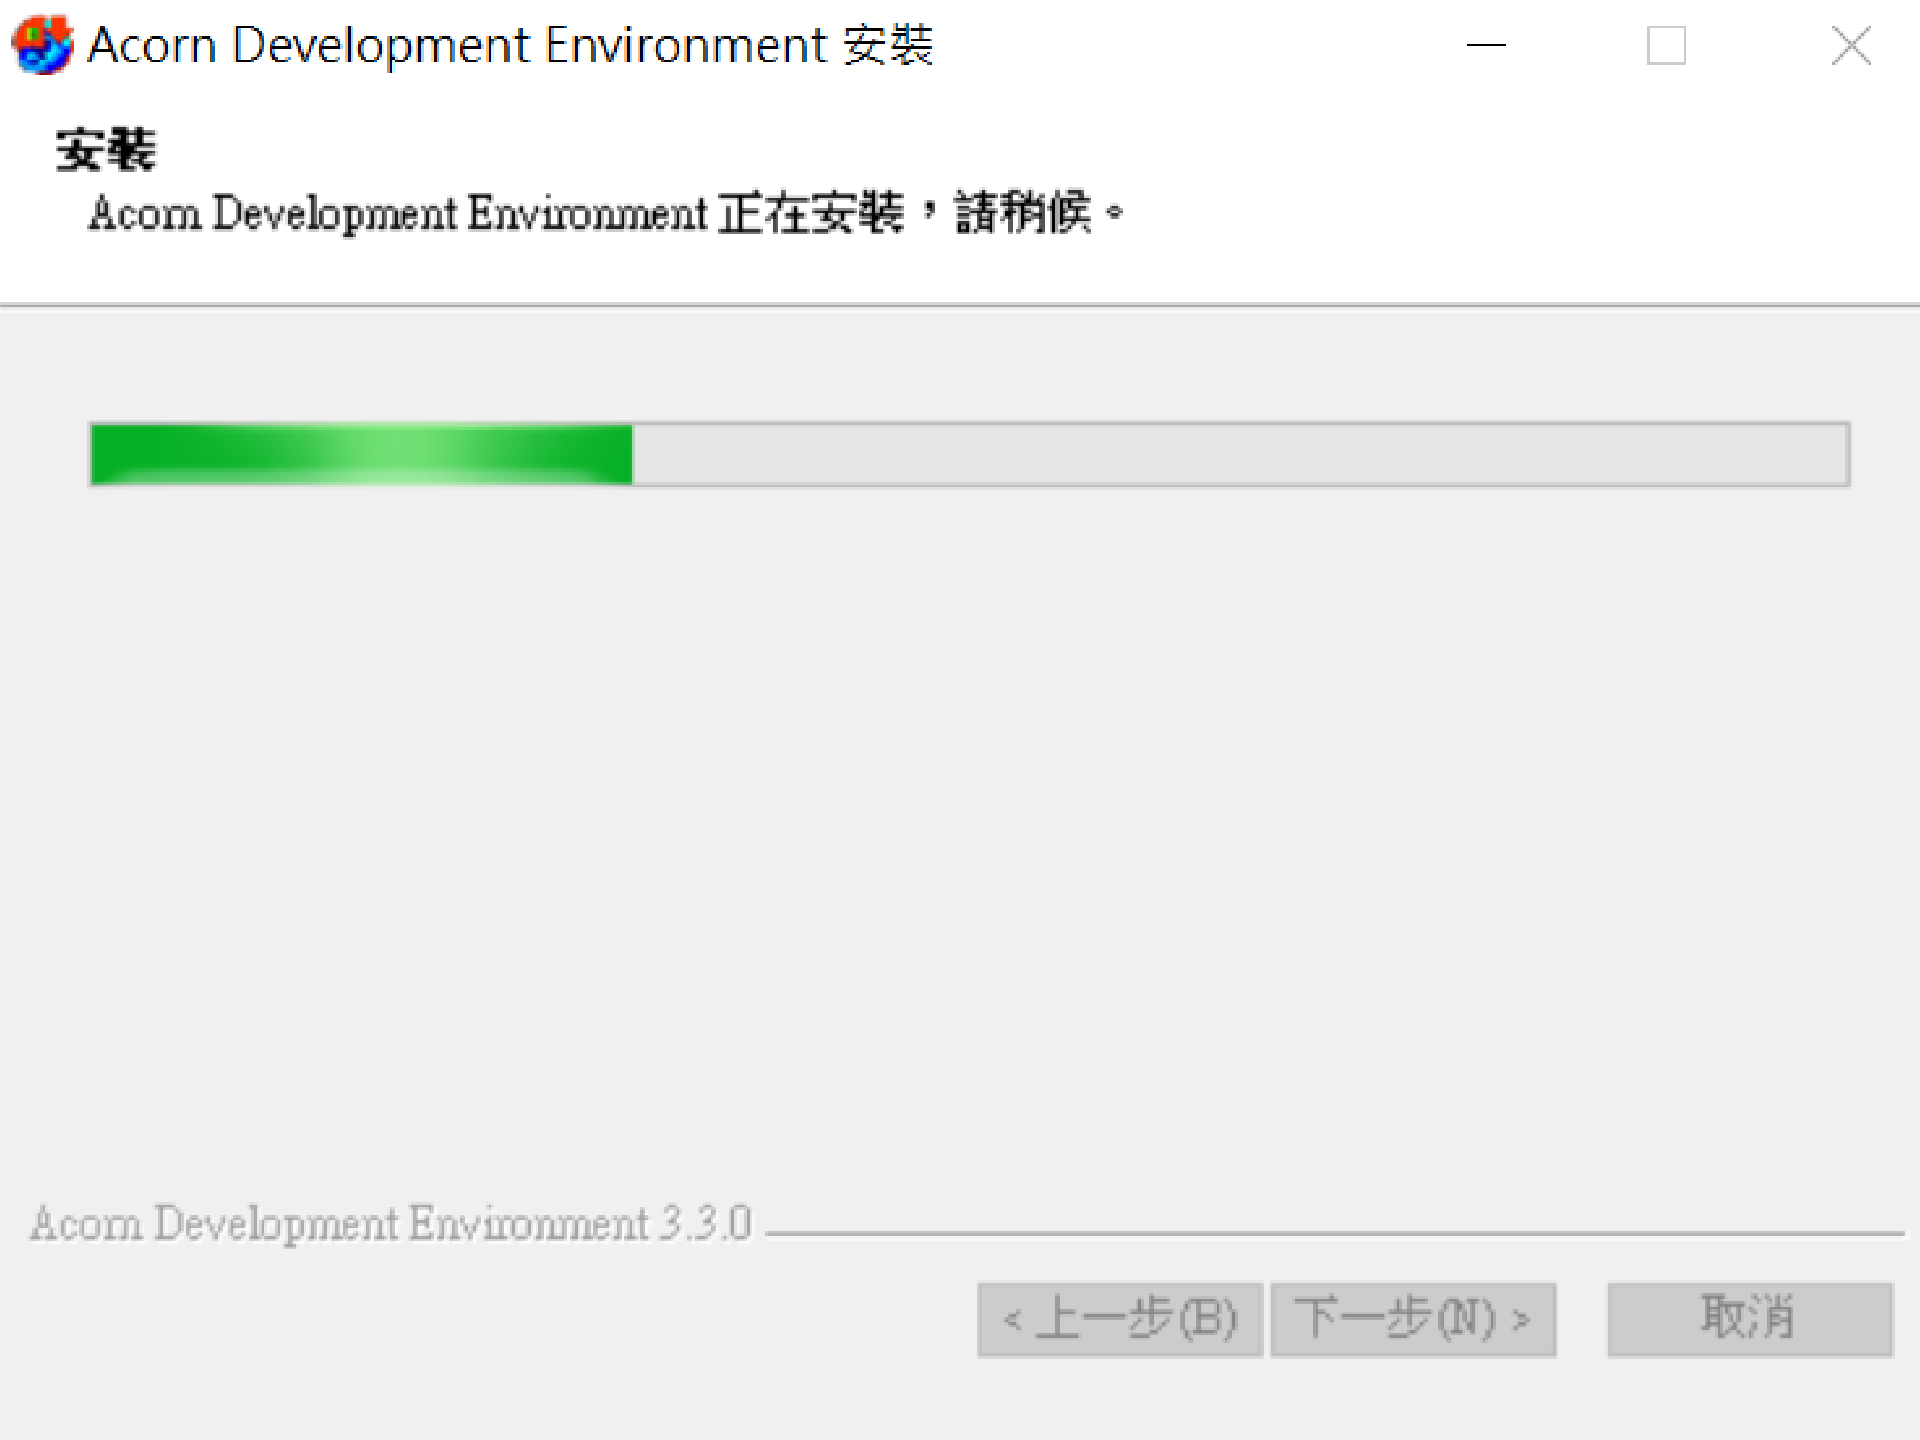 Acorn Development Environment 安裝
安裝
Acorn Development Environment 正在安裝，請稍候。
Acorn Development Environment 3.3.0
< 上一步(B)
下一步(N) >
取消